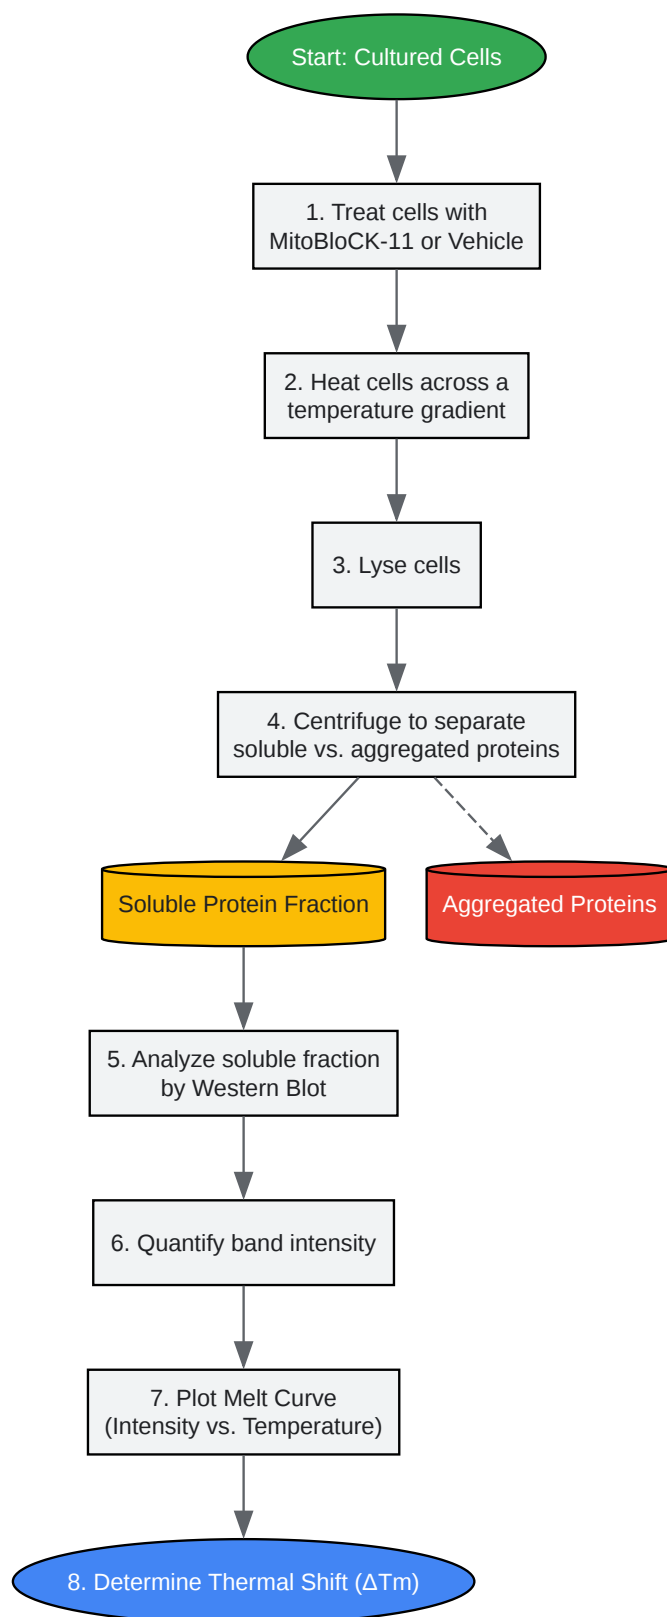 Start: Cultured Cells
1. Treat cells with
MitoBloCK-11 or Vehicle
2. Heat cells across a
temperature gradient
3. Lyse cells
4. Centrifuge to separate
soluble vs. aggregated proteins
Soluble Protein Fraction
Aggregated Proteins
5. Analyze soluble fraction
by Western Blot
6. Quantify band intensity
7. Plot Melt Curve
(Intensity vs. Temperature)
8. Determine Thermal Shift (ΔTm)